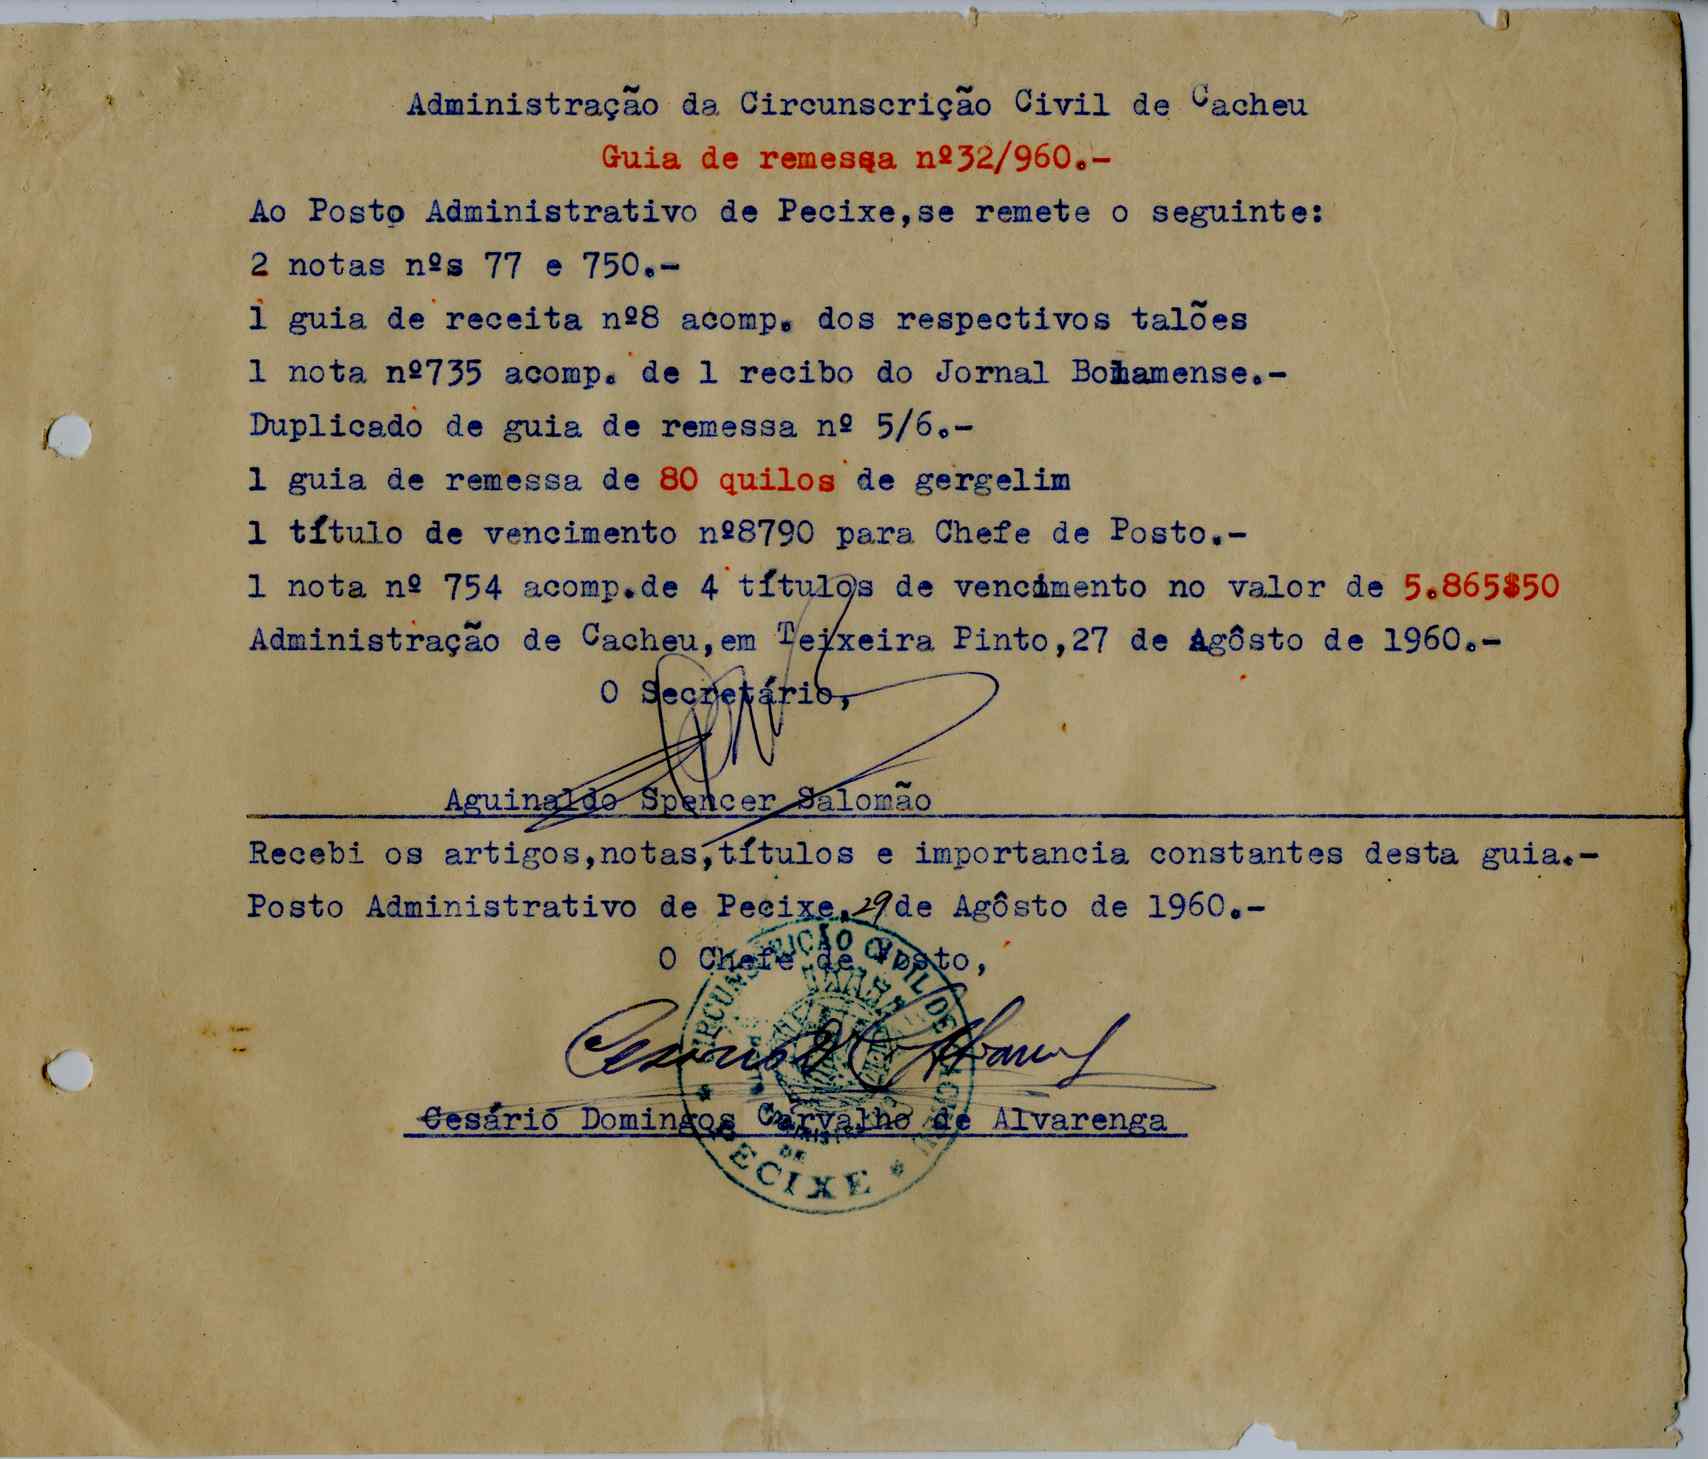 Administração da Circunscrição Civil de Cacheu
Guia de remessa nº32/960.-
Ao Posto Administrativo de Pecixe,se remete o seguinte:
2 notas nºs 77 e 750.-
1 guia de receita nº8 acomp. dos respectivos talões
1 nota nº735 acomp. de 1 recibo do Jornal Bolamense.-
Duplicado de guia de remessa nº 5/6.-
1 guia de remessa de 80 quilos de gergelim
1 título de vencimento nº8790 para Chefe de Posto.-
1 nota nº 754 acomp.de 4 títulos de vencimento no valor de 5.865$50
Administração de Cacheu,em Teixeira Pinto,27 de Agôsto de 1960.-
O Secretário,
Aguinaldo Spencer Salomão
Recebi os artigos,notas,títulos e importancia constantes desta guia.-
Posto Administrativo de Pecixe,29 de Agôsto de 1960.-
O Chefe de Posto,
CIRCUNSCRIÇÃO CIVIL DE CACHEU
Cesário Domingos Carvalho de Alvarenga
DE
PECIXE